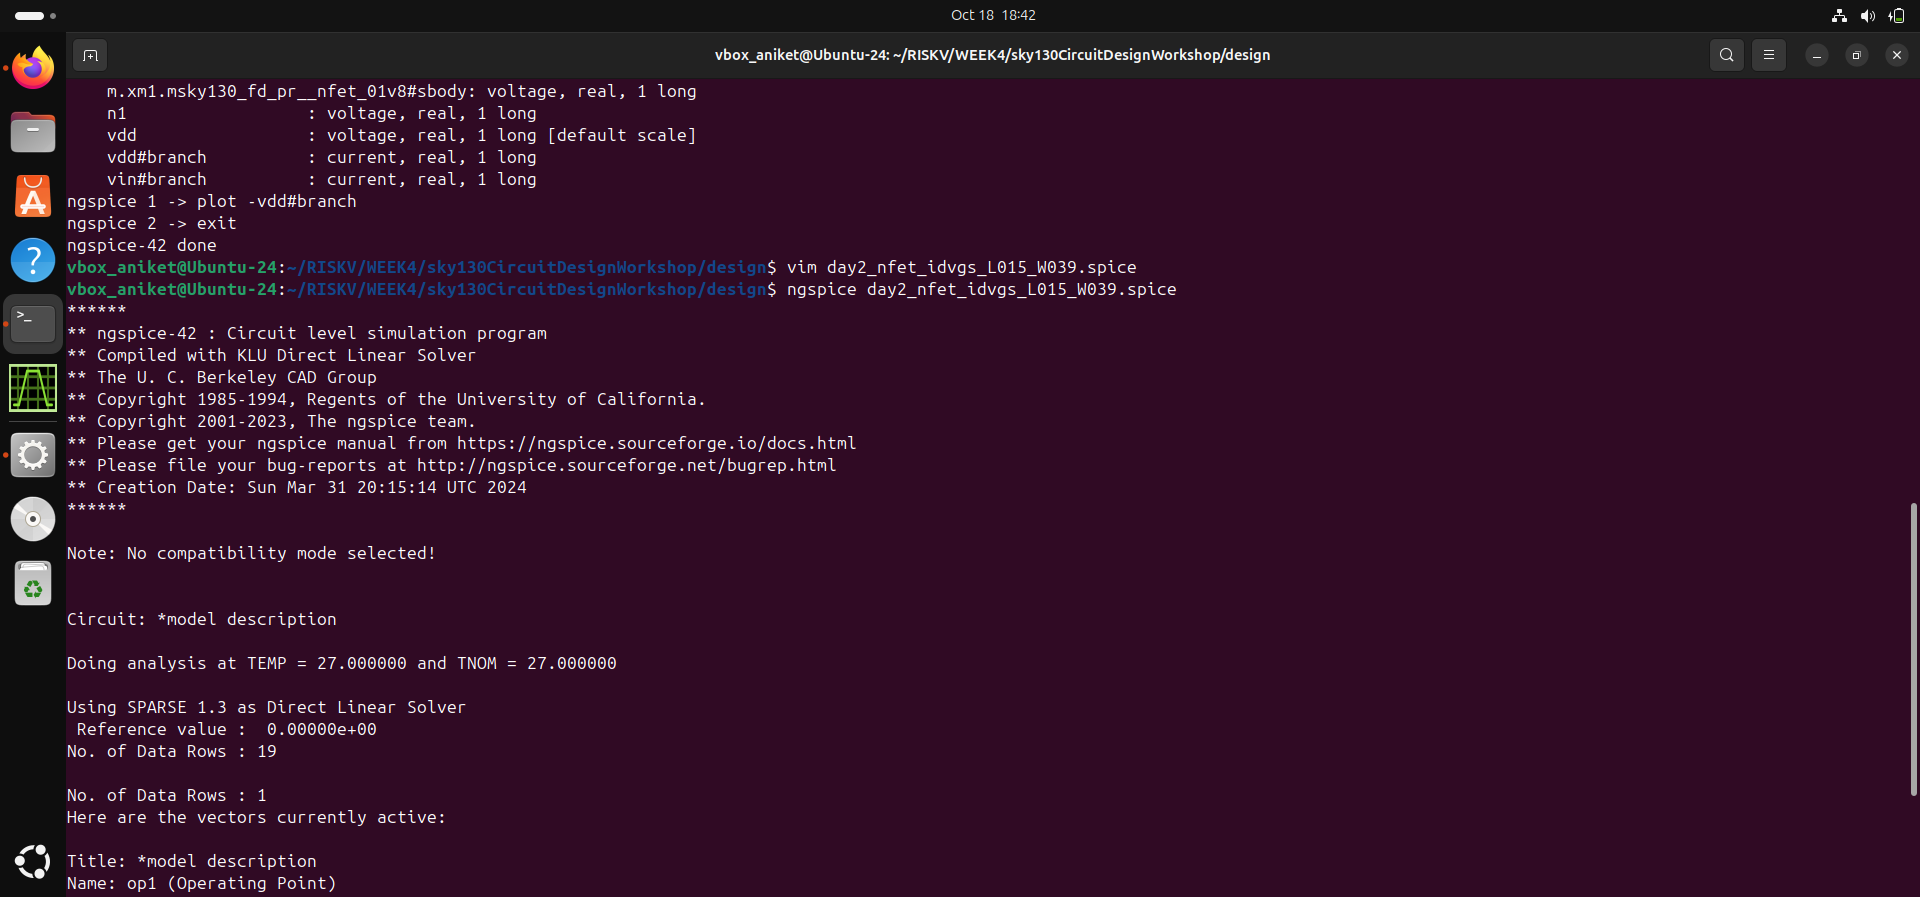 Oct 18 18:42
vbox_aniket@Ubuntu-24: ~/RISKV/WEEK4/sky130CircuitDesignWorkshop/design
m.xm1.msky130_fd_pr__nfet_01v8#sbody: voltage, real, 1 long
n1                  : voltage, real, 1 long
vdd                 : voltage, real, 1 long [default scale]
vdd#branch          : current, real, 1 long
vin#branch          : current, real, 1 long
ngspice 1 -> plot -vdd#branch
ngspice 2 -> exit
ngspice-42 done
vbox_aniket@Ubuntu-24:~/RISKV/WEEK4/sky130CircuitDesignWorkshop/design$ vim day2_nfet_idvgs_L015_W039.spice
vbox_aniket@Ubuntu-24:~/RISKV/WEEK4/sky130CircuitDesignWorkshop/design$ ngspice day2_nfet_idvgs_L015_W039.spice
******
** ngspice-42 : Circuit level simulation program
** Compiled with KLU Direct Linear Solver
** The U. C. Berkeley CAD Group
** Copyright 1985-1994, Regents of the University of California.
** Copyright 2001-2023, The ngspice team.
** Please get your ngspice manual from https://ngspice.sourceforge.io/docs.html
** Please file your bug-reports at http://ngspice.sourceforge.net/bugrep.html
** Creation Date: Sun Mar 31 20:15:14 UTC 2024
******
Note: No compatibility mode selected!
Circuit: *model description
Doing analysis at TEMP = 27.000000 and TNOM = 27.000000
Using SPARSE 1.3 as Direct Linear Solver
Reference value :  0.00000e+00
No. of Data Rows : 19
No. of Data Rows : 1
Here are the vectors currently active:
Title: *model description
Name: op1 (Operating Point)